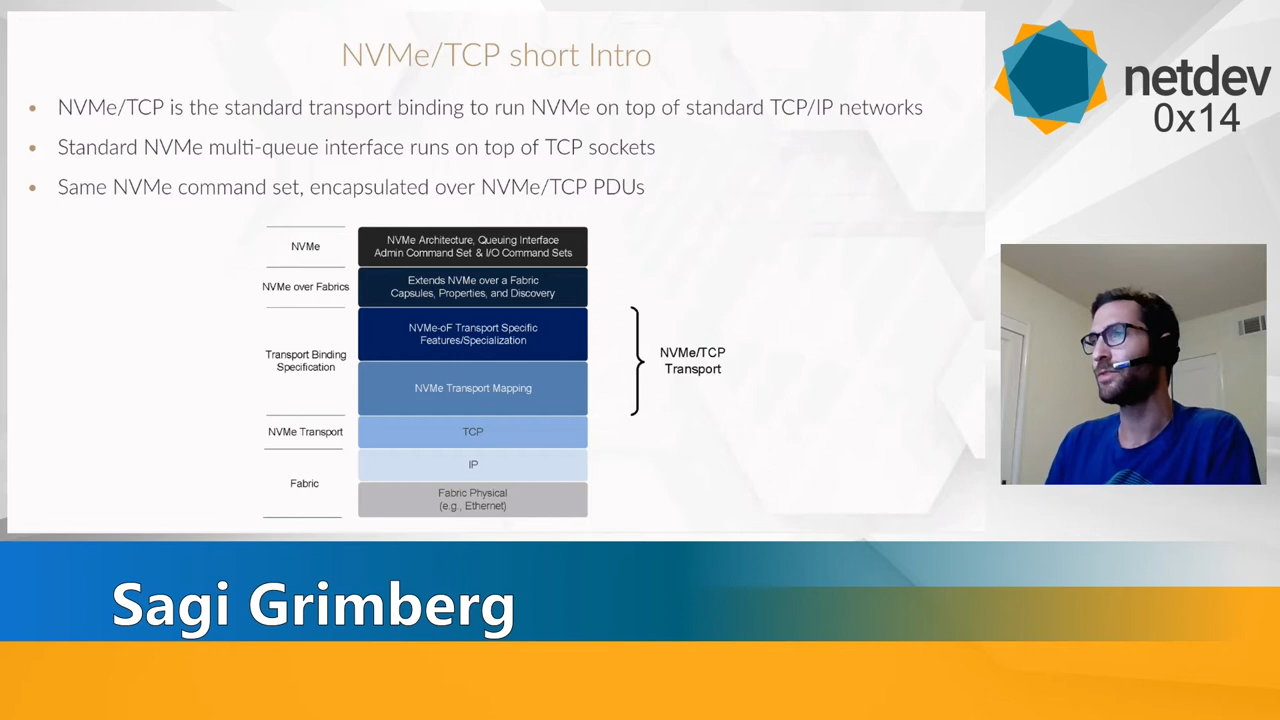 NVMe/TCP short Intro
• NVMe/TCP is the standard transport binding to run NVMe on top of standard TCP/IP networks
• Standard NVMe multi-queue interface runs on top of TCP sockets
• Same NVMe command set, encapsulated over NVMe/TCP PDUs
NVMe
NVMe Architecture, Queuing Interface
Admin Command Set & I/O Command Sets
NVMe over Fabrics
Extends NVMe over a Fabric
Capsules, Properties, and Discovery
Transport Binding
Specification
NVMe-oF Transport Specific
Features/Specialization
NVMe Transport Mapping
NVMe/TCP
Transport
NVMe Transport
TCP
Fabric
IP
Fabric Physical
(e.g., Ethernet)
netdev
0x14
Sagi Grimberg